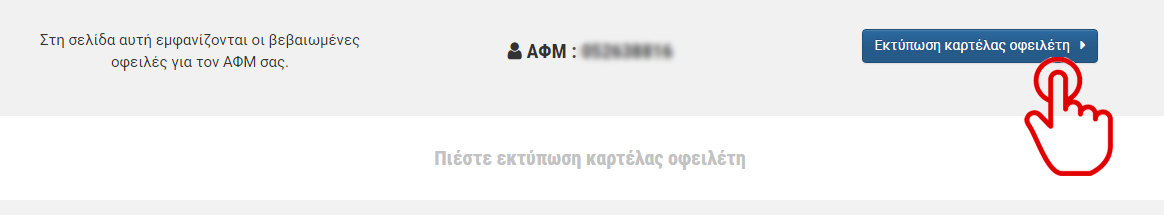 Στη σελίδα αυτή εμφανίζονται οι βεβαιωμένες
οφειλές για τον ΑΦΜ σας.
ΑΦΜ :
Εκτύπωση καρτέλας οφειλέτη
Πιέστε εκτύπωση καρτέλας οφειλέτη